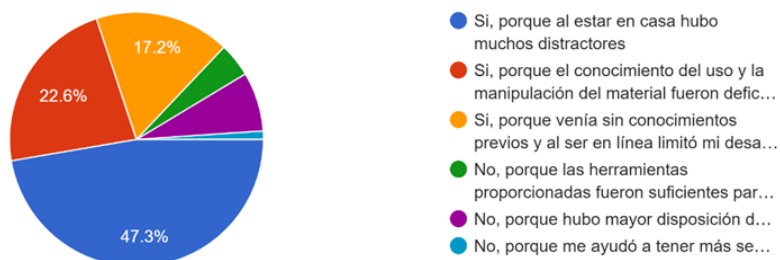 17.2%
22.6%
47.3%
Si, porque al estar en casa hubo
muchos distractores
Si, porque el conocimiento del uso y la
manipulación del material fueron defic...
Si, porque venía sin conocimientos
previos y al ser en línea limitó mi desa...
No, porque las herramientas
proporcionadas fueron suficientes par...
No, porque hubo mayor disposición d...
No, porque me ayudó a tener más se...